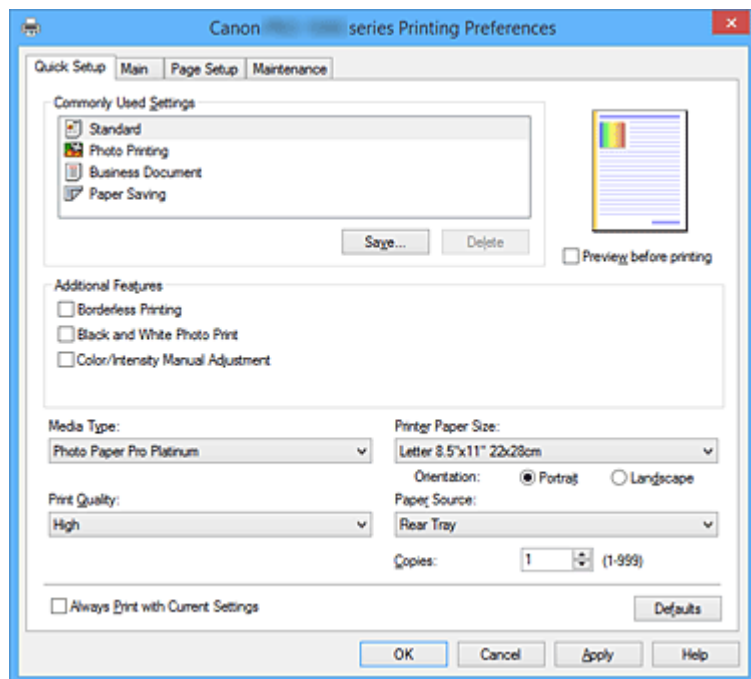 Canon series Printing Preferences
Quick Setup Main Page Setup Maintenance
Commonly Used Settings
Standard
Photo Printing
Business Document
Paper Saving
Save... Delete
Preview before printing
Additional Features
Borderless Printing
Black and White Photo Print
Color/Intensity Manual Adjustment
Media Type: Printer Paper Size:
Photo Paper Pro Platinum Letter 8.5"x11" 22x28cm
Orientation: Portrait Landscape
Print Quality: Paper Source:
High Rear Tray
Copies: 1 (1-999)
Always Print with Current Settings Defaults
OK Cancel Apply Help